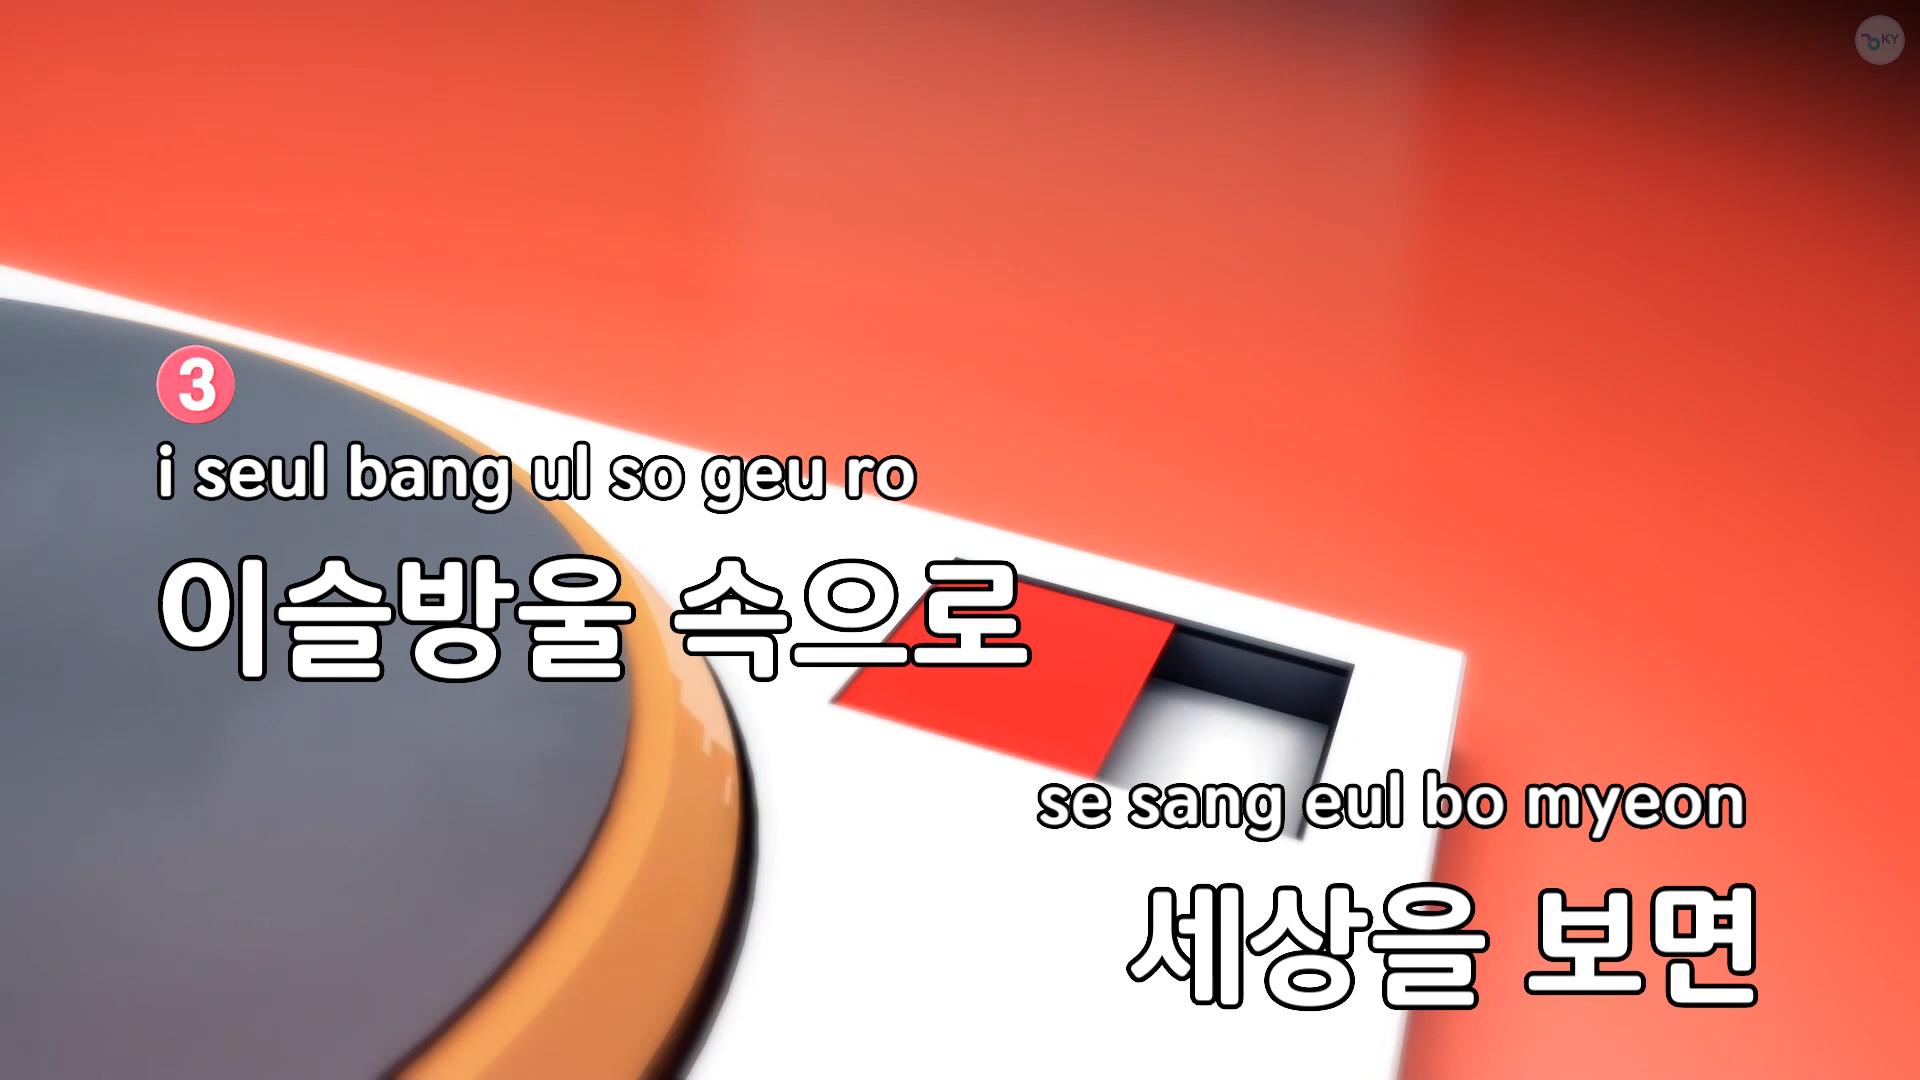 KY
3
i seul bang ul so geu ro
이슬방울 속으로
se sang eul bo myeon
세상을 보면